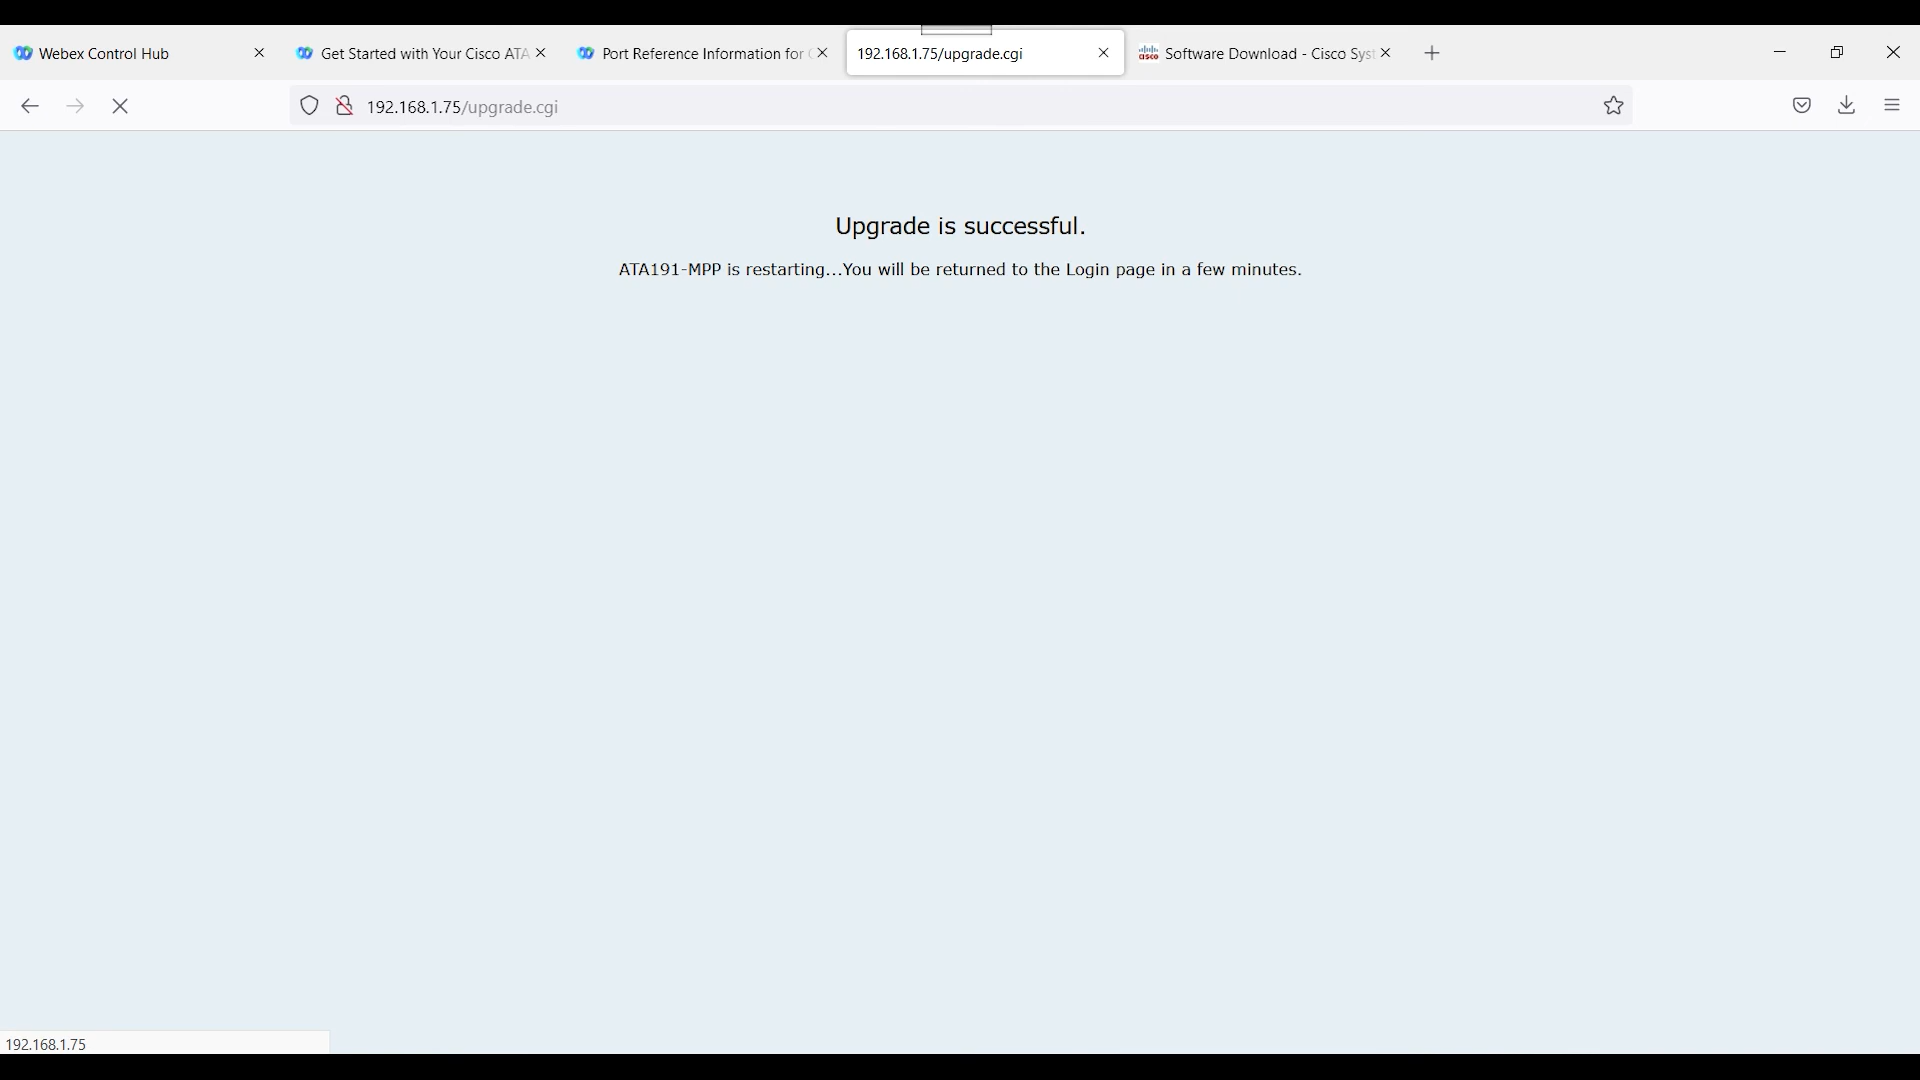 Webex Control Hub
Get Started with Your Cisco ATA
Port Reference Information for
192.168.1.75/upgrade.cgi
cisco
Software Download - Cisco Syst
192.168.1.75/upgrade.cgi
Upgrade is successful.
ATA191-MPP is restarting...You will be returned to the Login page in a few minutes.
192.168.1.75